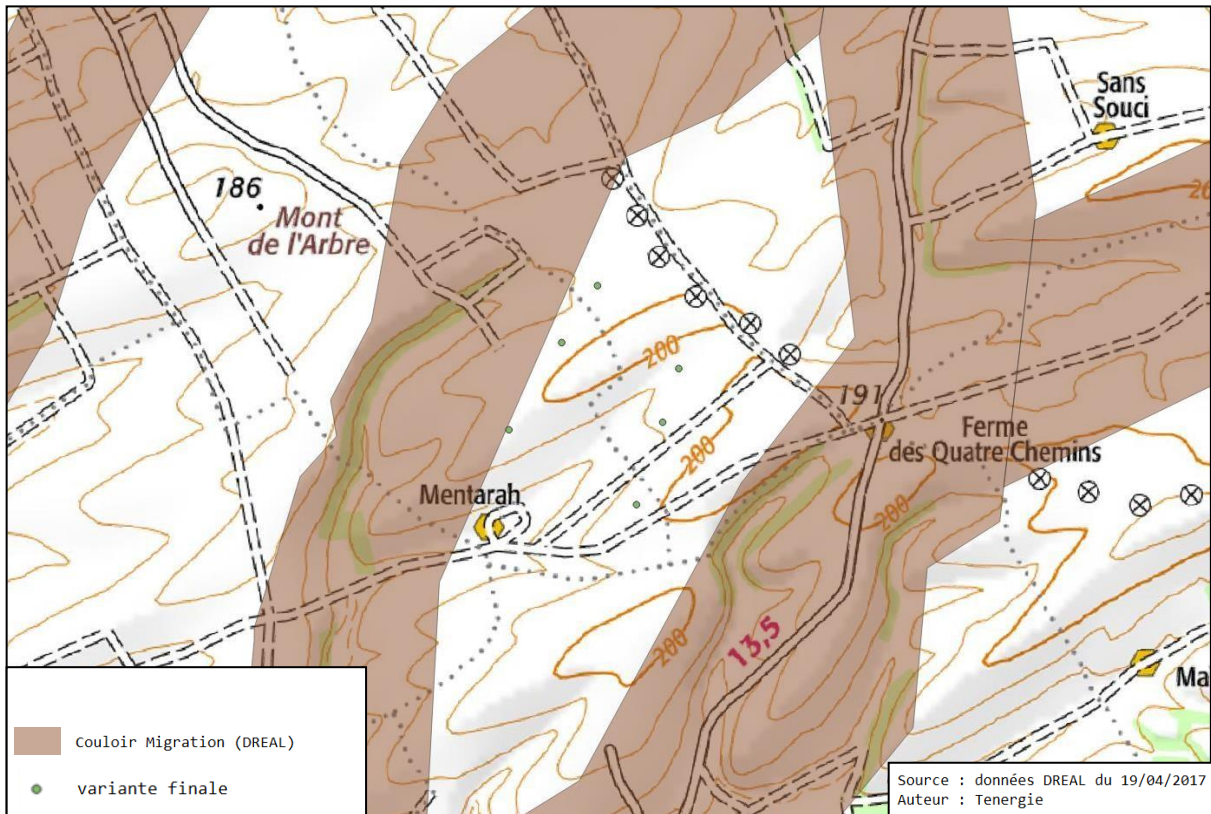 Sans
Souci
186
Mont
de l'Arbre
20
200
191
Ferme
des Quatre Chemins
200
Mentarah
200
200
13,5
Ma
Couloir Migration (DREAL)
variante finale
Source : données DREAL du 19/04/2017
Auteur : Tenergie